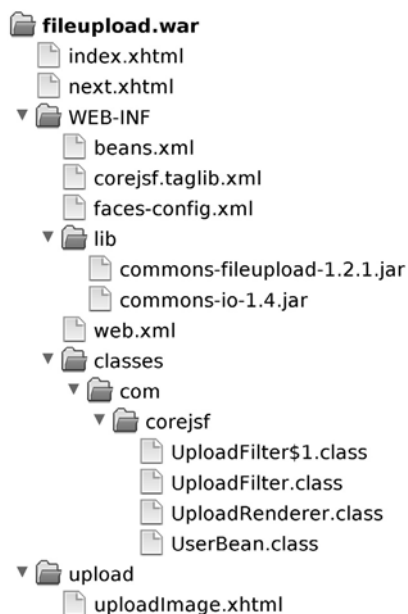 fileupload.war
index.xhtml
next.xhtml
WEB-INF
beans.xml
corejsf.taglib.xml
faces-config.xml
lib
commons-fileupload-1.2.1.jar
commons-io-1.4.jar
web.xml
classes
com
corejsf
UploadFilter$1.class
UploadFilter.class
UploadRenderer.class
UserBean.class
upload
uploadImage.xhtml